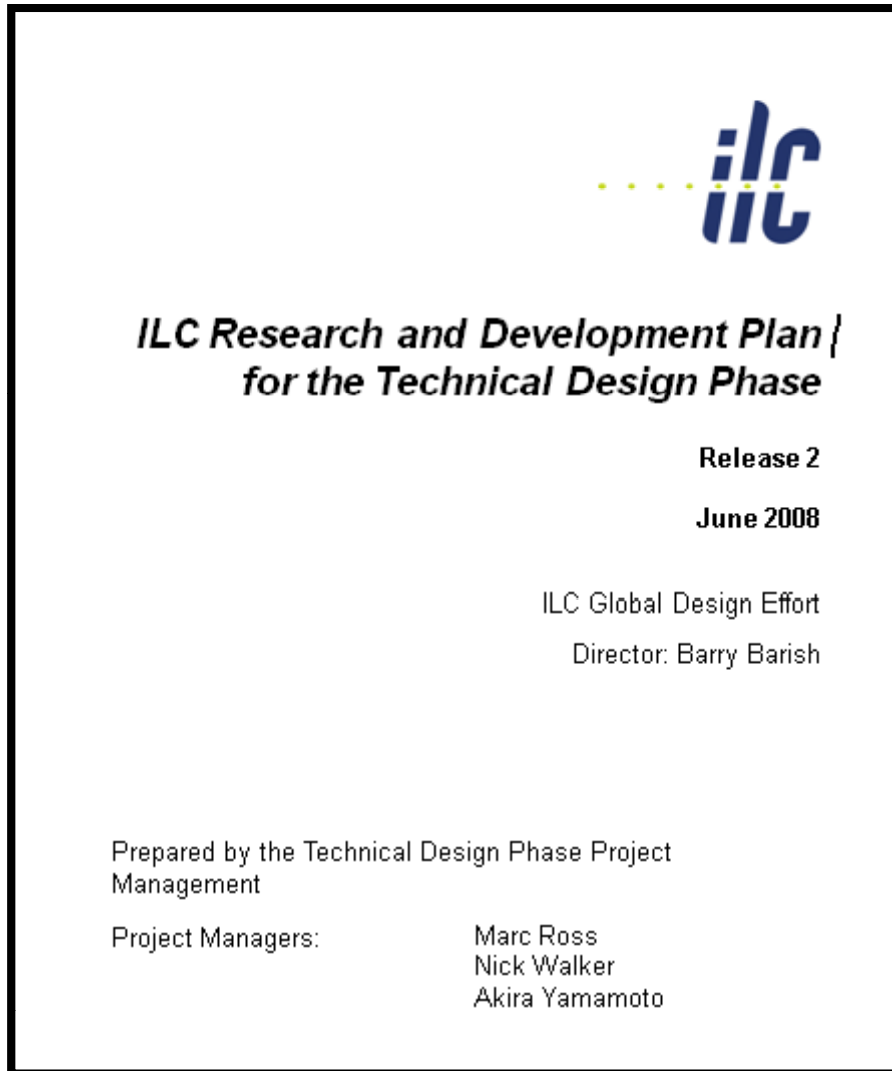 ilc
ILC Research and Development Plan
for the Technical Design Phase
Release 2
June 2008
ILC Global Design Effort
Director: Barry Barish
Prepared by the Technical Design Phase Project
Management
Project Managers: Marc Ross
Nick Walker
Akira Yamamoto